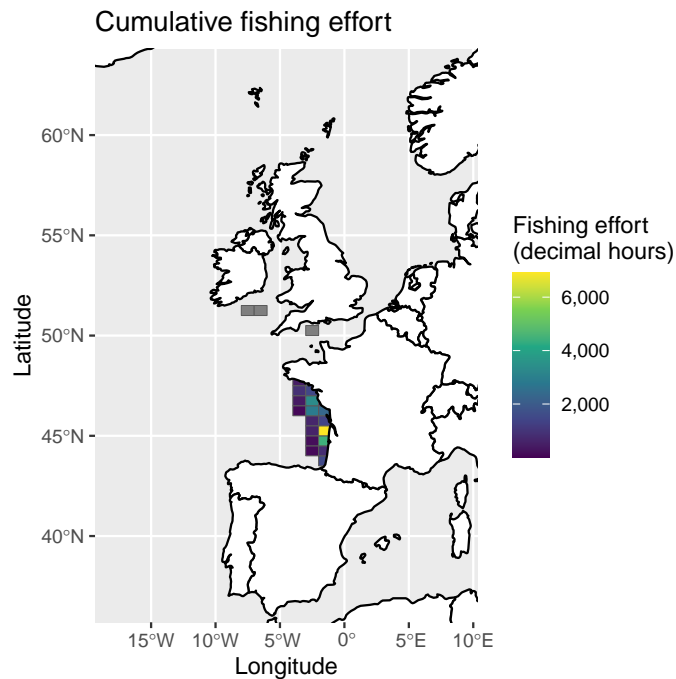 Cumulative fishing effort
60°N
55°N
50°N
45°N
40°N
Latitude
15°W 10°W 5°W 0° 5°E 10°E
Longitude
Fishing effort
(decimal hours)
6,000
4,000
2,000